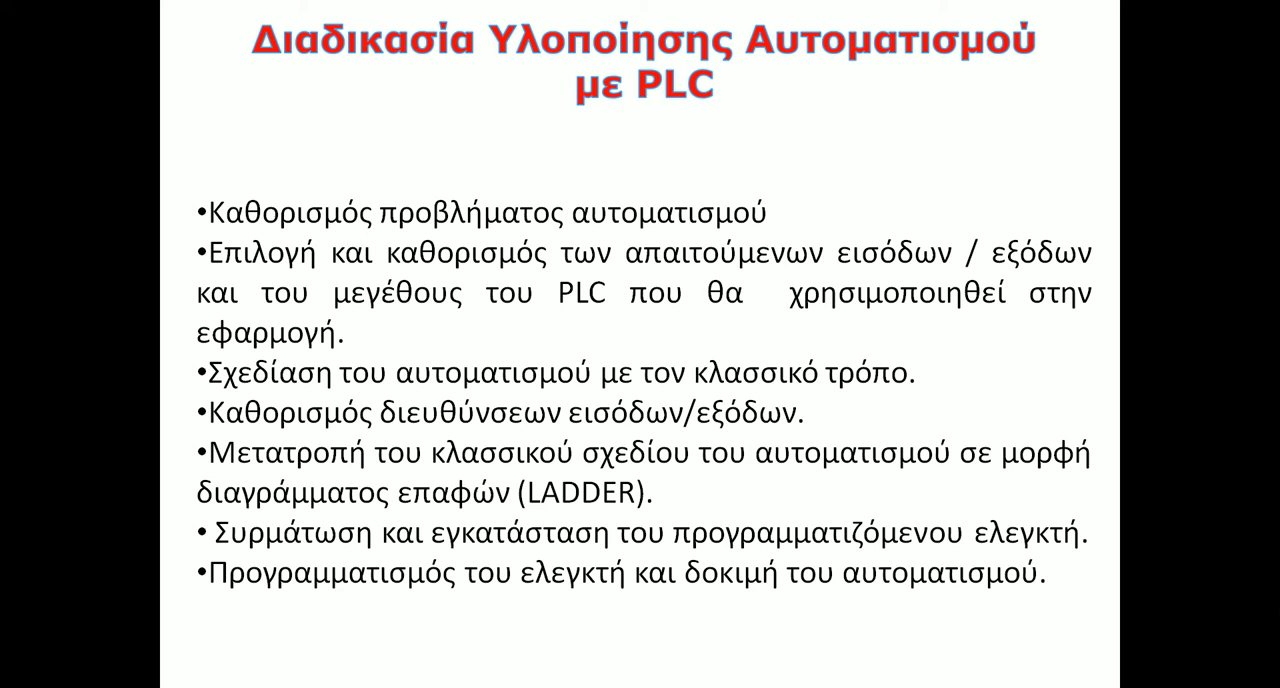 Διαδικασία Υλοποίησης Αυτοματισμού
με PLC
•Καθορισμός προβλήματος αυτοματισμού
•Επιλογή και καθορισμός των απαιτούμενων εισόδων / εξόδων
και του μεγέθους του PLC που θα χρησιμοποιηθεί στην
εφαρμογή.
•Σχεδίαση του αυτοματισμού με τον κλασσικό τρόπο.
•Καθορισμός διευθύνσεων εισόδων/εξόδων.
•Μετατροπή του κλασσικού σχεδίου του αυτοματισμού σε μορφή
διαγράμματος επαφών (LADDER).
• Συρμάτωση και εγκατάσταση του προγραμματιζόμενου ελεγκτή.
•Προγραμματισμός του ελεγκτή και δοκιμή του αυτοματισμού.